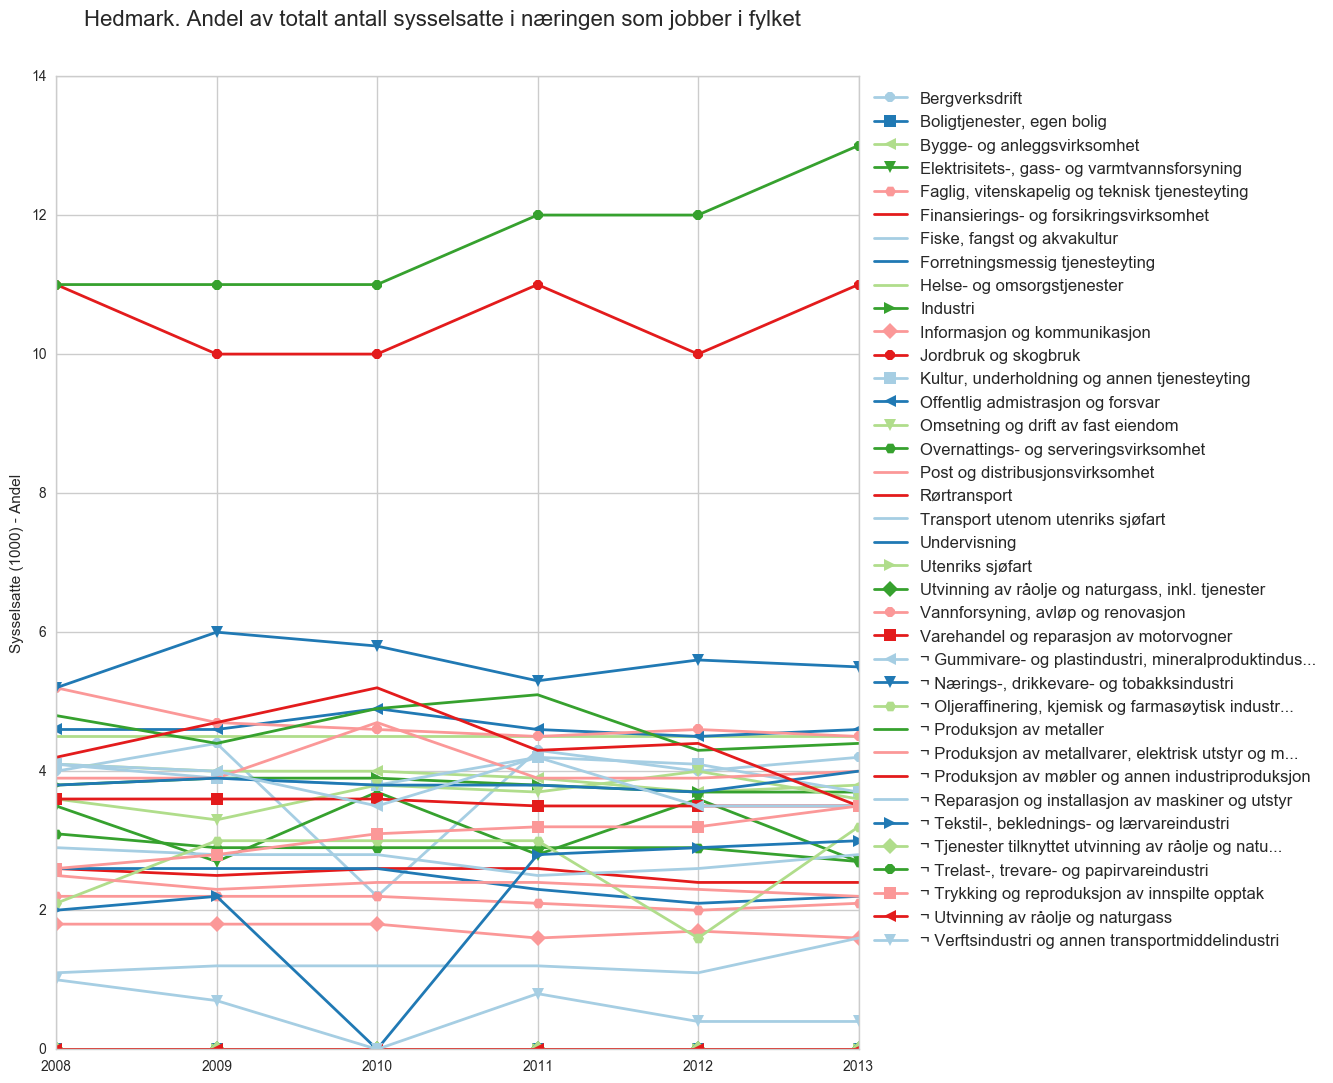 Hedmark. Andel av totalt antall sysselsatte i næringen som jobber i fylket
14
12
10
8
6
4
2
0
Sysselsatte (1000) - Andel
2008
2009
2010
2011
2012
2013
Bergverksdrift
Boligtjenester, egen bolig
Bygge- og anleggsvirksomhet
Elektrisitets-, gass- og varmtvannsforsyning
Faglig, vitenskapelig og teknisk tjenesteyting
Finansierings- og forsikringsvirksomhet
Fiske, fangst og akvakultur
Forretningsmessig tjenesteyting
Helse- og omsorgstjenester
Industri
Informasjon og kommunikasjon
Jordbruk og skogbruk
Kultur, underholdning og annen tjenesteyting
Offentlig admistrasjon og forsvar
Omsetning og drift av fast eiendom
Overnattings- og serveringsvirksomhet
Post og distribusjonsvirksomhet
Rørtransport
Transport utenom utenriks sjøfart
Undervisning
Utenriks sjøfart
Utvinning av råolje og naturgass, inkl. tjenester
Vannforsyning, avløp og renovasjon
Varehandel og reparasjon av motorvogner
¬ Gummivare- og plastindustri, mineralproduktindus...
¬ Nærings-, drikkevare- og tobakksindustri
¬ Oljeraffinering, kjemisk og farmasøytisk industr...
¬ Produksjon av metaller
¬ Produksjon av metallvarer, elektrisk utstyr og m...
¬ Produksjon av møbler og annen industriproduksjon
¬ Reparasjon og installasjon av maskiner og utstyr
¬ Tekstil-, beklednings- og lærvareindustri
¬ Tjenester tilknyttet utvinning av råolje og natu...
¬ Trelast-, trevare- og papirvareindustri
¬ Trykking og reproduksjon av innspilte opptak
¬ Utvinning av råolje og naturgass
¬ Verftsindustri og annen transportmiddelindustri